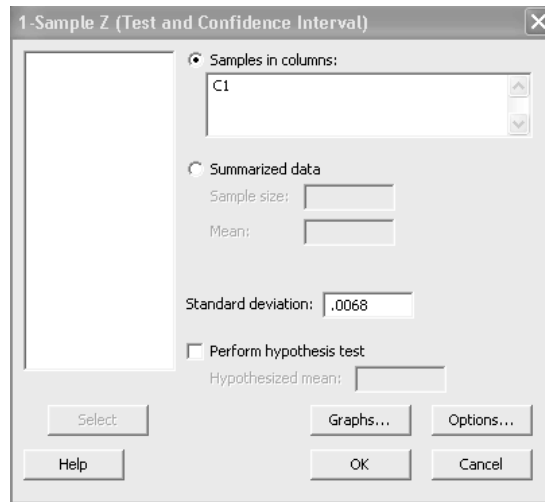 1-Sample Z (Test and Confidence Interval)
Samples in columns:
C1
Summarized data
Sample size:
Mean:
Standard deviation: .0068
Perform hypothesis test
Hypothesized mean:
Select Graphs... Options...
Help OK Cancel